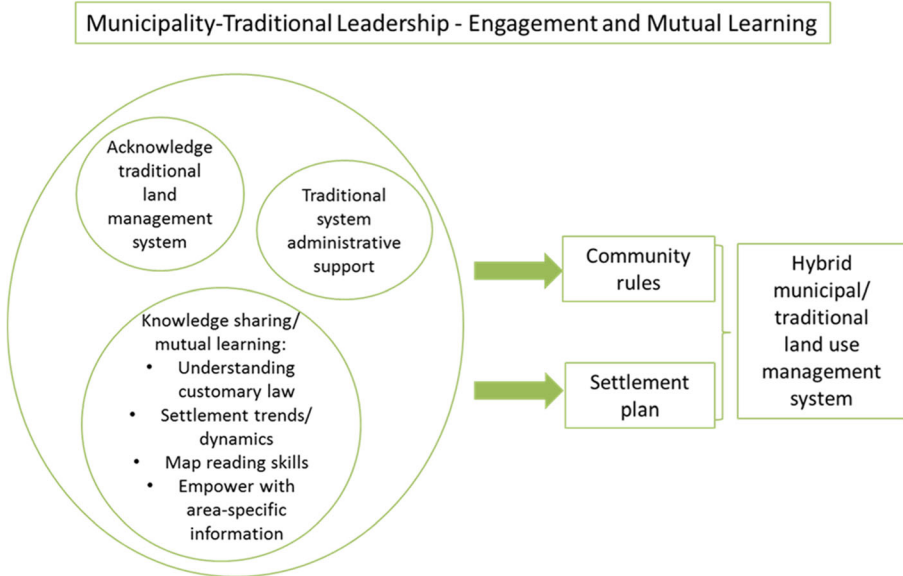 Municipality-Traditional Leadership - Engagement and Mutual Learning
Acknowledge
traditional
land
management
system
Traditional
system
administrative
support
Knowledge sharing/
mutual learning:
• Understanding
customary law
• Settlement trends/
dynamics
• Map reading skills
• Empower with
area-specific
information
Community
rules
Settlement
plan
Hybrid
municipal/
traditional
land use
management
system